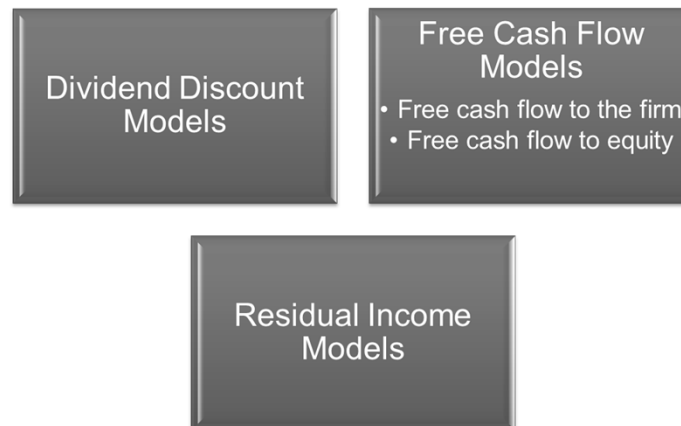 Dividend Discount
Models
Free Cash Flow
Models
• Free cash flow to the firm
• Free cash flow to equity
Residual Income
Models